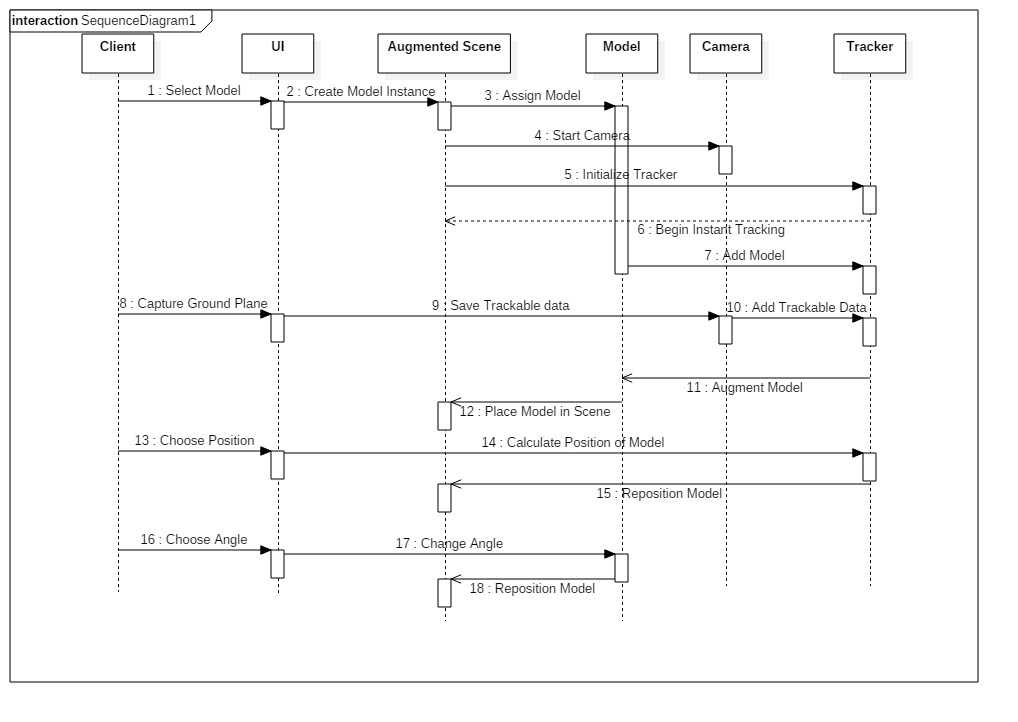 interaction SequenceDiagram1
Client
UI
Augmented Scene
Model
Camera
Tracker
1 : Select Model
2 : Create Model Instance
3 : Assign Model
4 : Start Camera
5 : Initialize Tracker
6 : Begin Instant Tracking
7 : Add Model
8 : Capture Ground Plane
9 : Save Trackable data
10 : Add Trackable Data
11 : Augment Model
12 : Place Model in Scene
13 : Choose Position
14 : Calculate Position of Model
15 : Reposition Model
16 : Choose Angle
17 : Change Angle
18 : Reposition Model